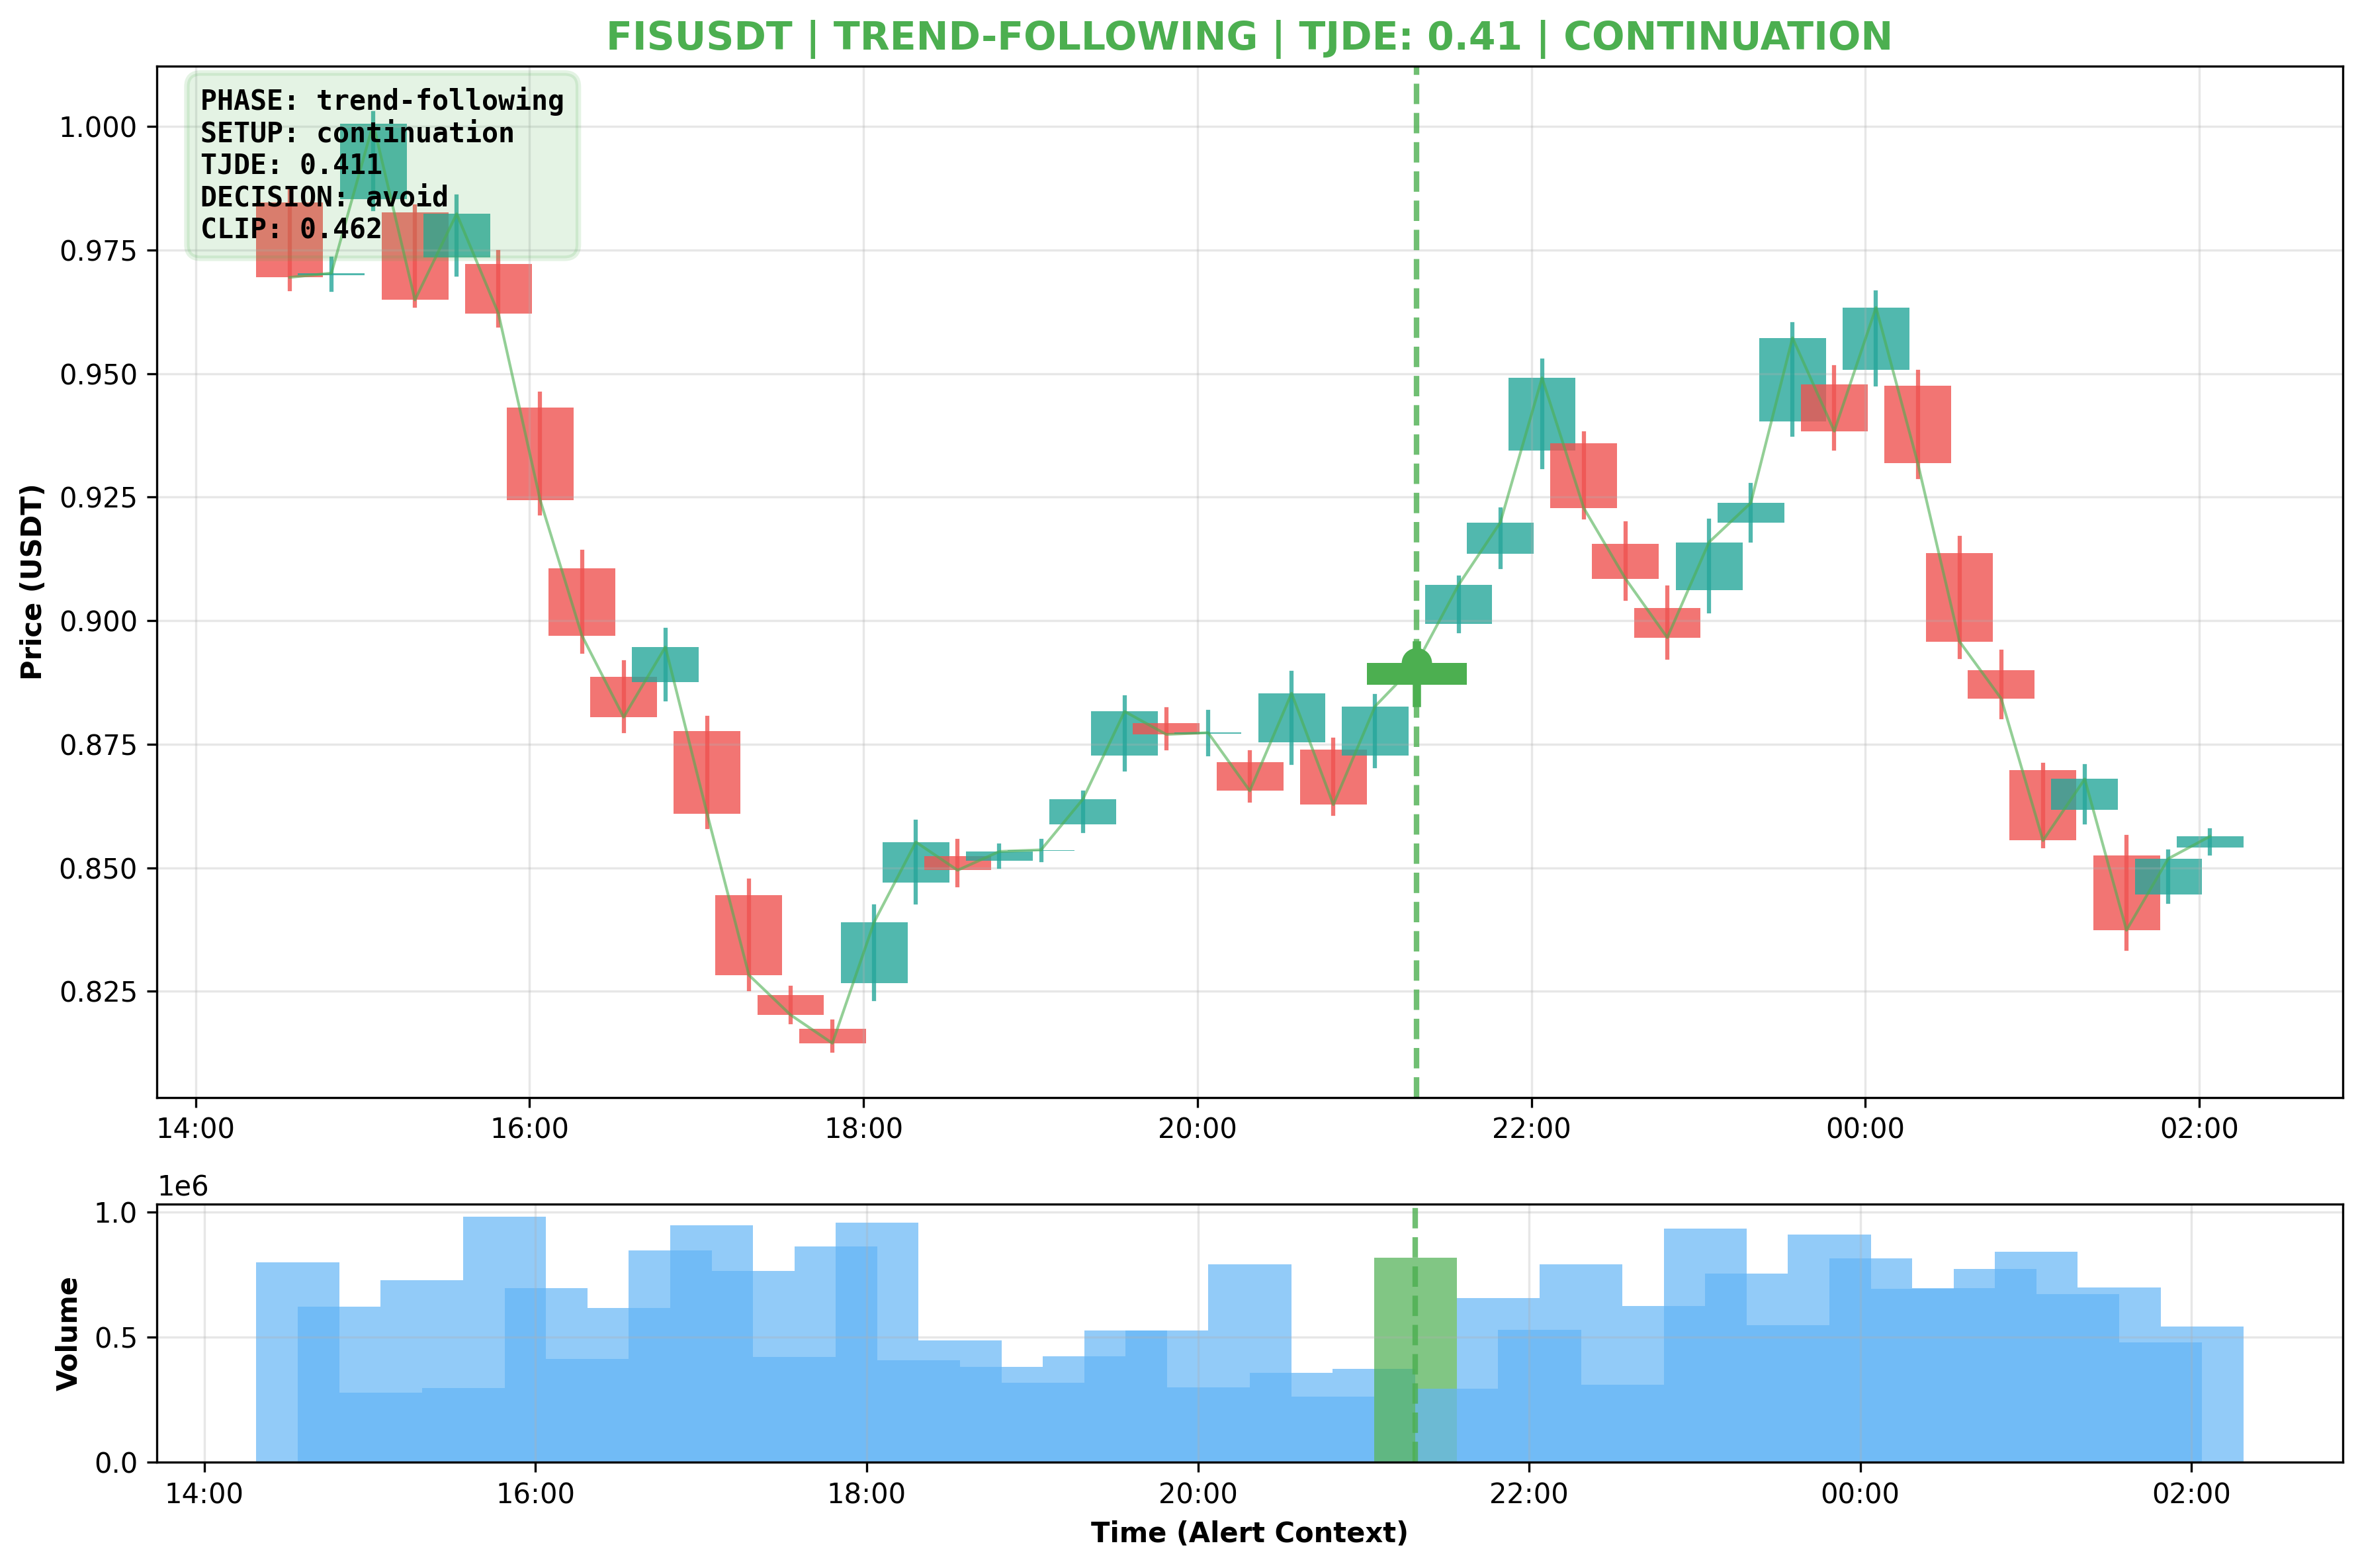 FISUSDT | TREND-FOLLOWING | TJDE: 0.41 | CONTINUATION
PHASE: trend-following
SETUP: continuation
TJDE: 0.411
DECISION: avoid
CLIP: 0.462
Price (USDT)
1.000
0.975
0.950
0.925
0.900
0.875
0.850
0.825
14:00 16:00 18:00 20:00 22:00 00:00 02:00
1e6
Volume
1.0
0.5
0.0
14:00 16:00 18:00 20:00 22:00 00:00 02:00
Time (Alert Context)